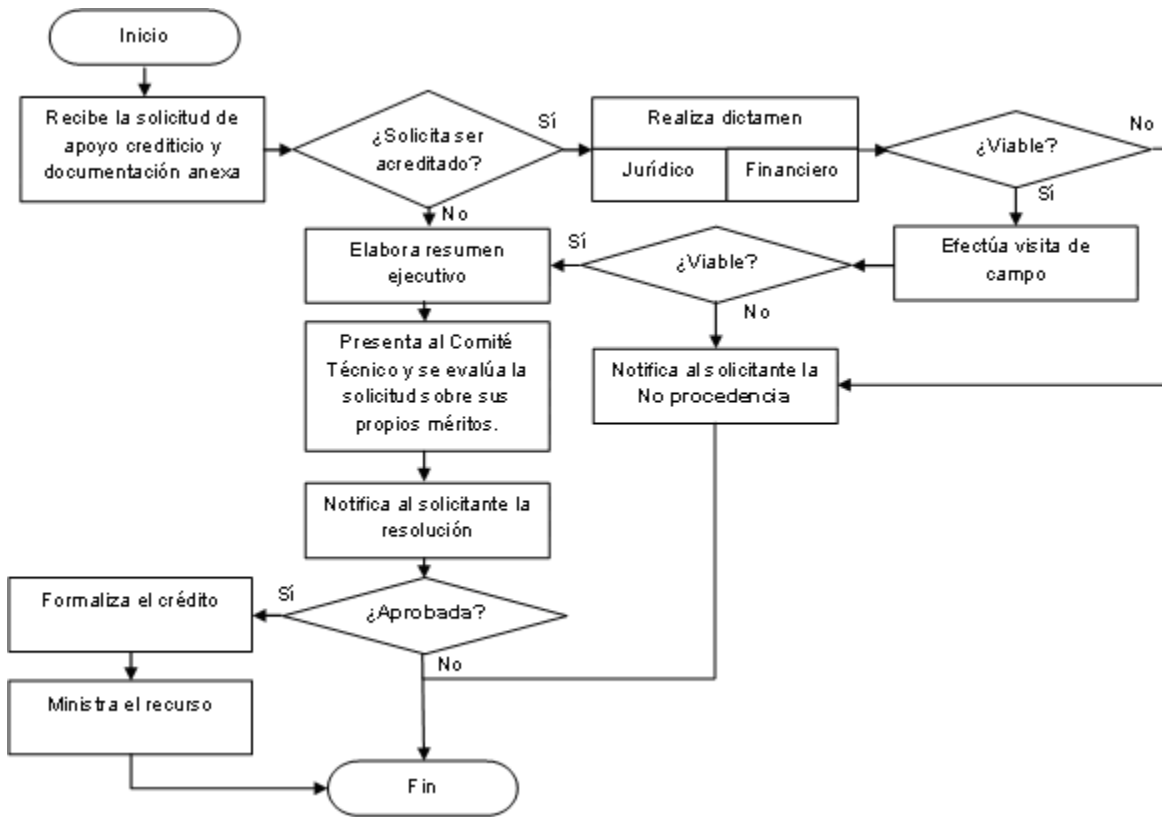 Inicio
Recibe la solicitud de
apoyo crediticio y
documentación anexa
¿Solicita ser
acreditado?
Sí
No
Realiza dictamen
Jurídico
Financiero
¿Viable?
No
Sí
Efectúa visita de
campo
¿Viable?
Sí
No
Elabora resumen
ejecutivo
Presenta al Comité
Técnico y se evalúa la
solicitud sobre sus
propios méritos.
Notifica al solicitante la
No procedencia
Notifica al solicitante la
resolución
¿Aprobada?
Sí
No
Formaliza el crédito
Ministra el recurso
Fin